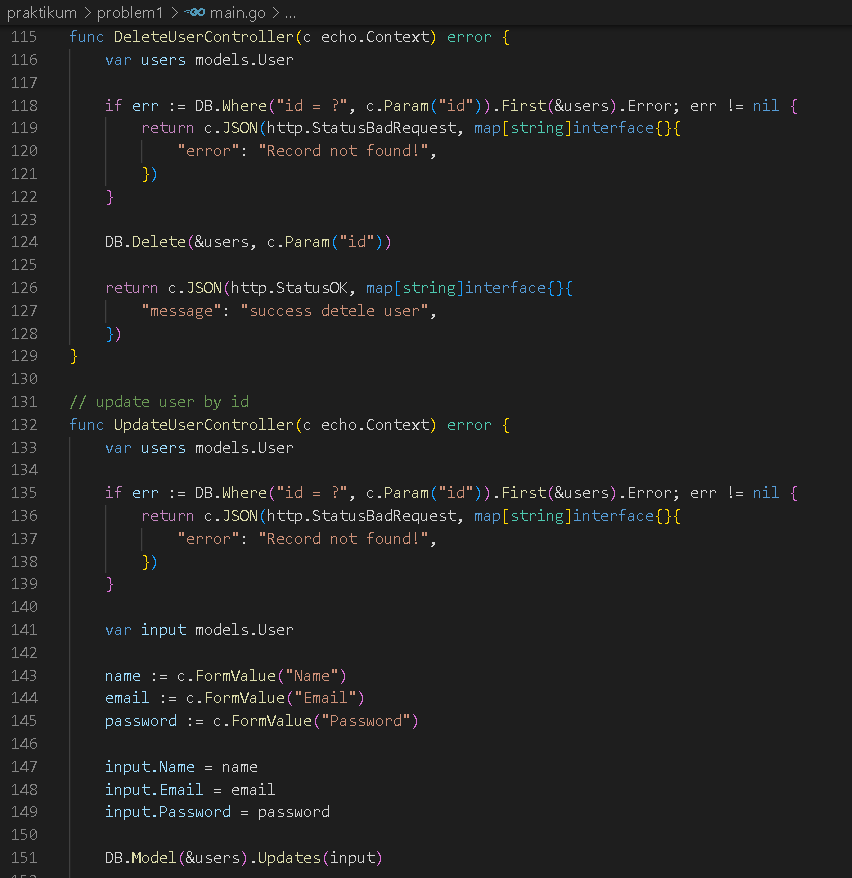 praktikum > problem1 > main.go > ...
115 func DeleteUserController(c echo.Context) error {
116 var users models.User
117
118 if err := DB.Where("id = ?", c.Param("id")).First(&users).Error; err != nil {
119 return c.JSON(http.StatusBadRequest, map[string]interface{}{
120 "error": "Record not found!",
121 })
122 }
123
124 DB.Delete(&users, c.Param("id"))
125
126 return c.JSON(http.StatusOK, map[string]interface{}{
127 "message": "success detele user",
128 })
129 }
130
131 // update user by id
132 func UpdateUserController(c echo.Context) error {
133 var users models.User
134
135 if err := DB.Where("id = ?", c.Param("id")).First(&users).Error; err != nil {
136 return c.JSON(http.StatusBadRequest, map[string]interface{}{
137 "error": "Record not found!",
138 })
139 }
140
141 var input models.User
142
143 name := c.FormValue("Name")
144 email := c.FormValue("Email")
145 password := c.FormValue("Password")
146
147 input.Name = name
148 input.Email = email
149 input.Password = password
150
151 DB.Model(&users).Updates(input)